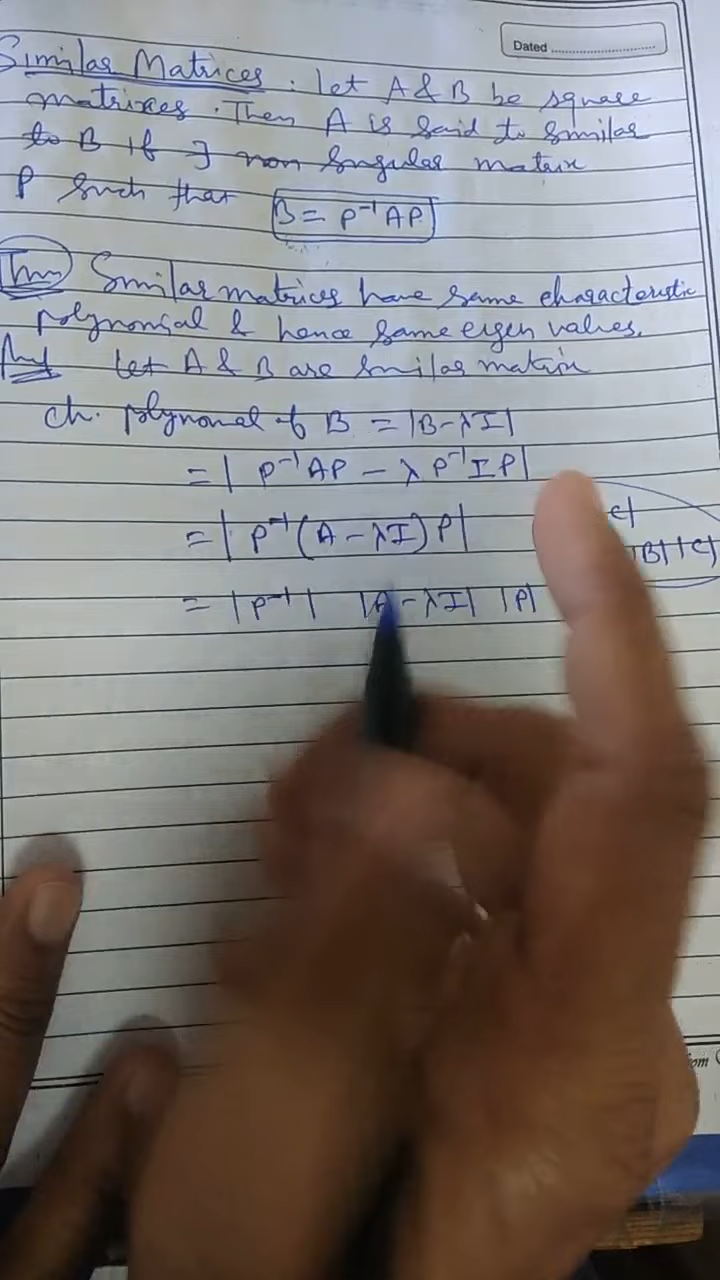 Dated
Similar Matrices : let A & B be square
matrixes . Then A is said to similar
to B if ∃ non singular matrix
P such that B = P⁻¹AP
Thm Similar matrices have same characteristic
polynomial & hence same eigen values.
Prf let A & B are similar matrix
ch. polynomial of B = |B-λI|
= | P⁻¹AP - λ P⁻¹IP|
= | P⁻¹(A-λI)P|
|B| |C|
= |P⁻¹| |A-λI| |P|